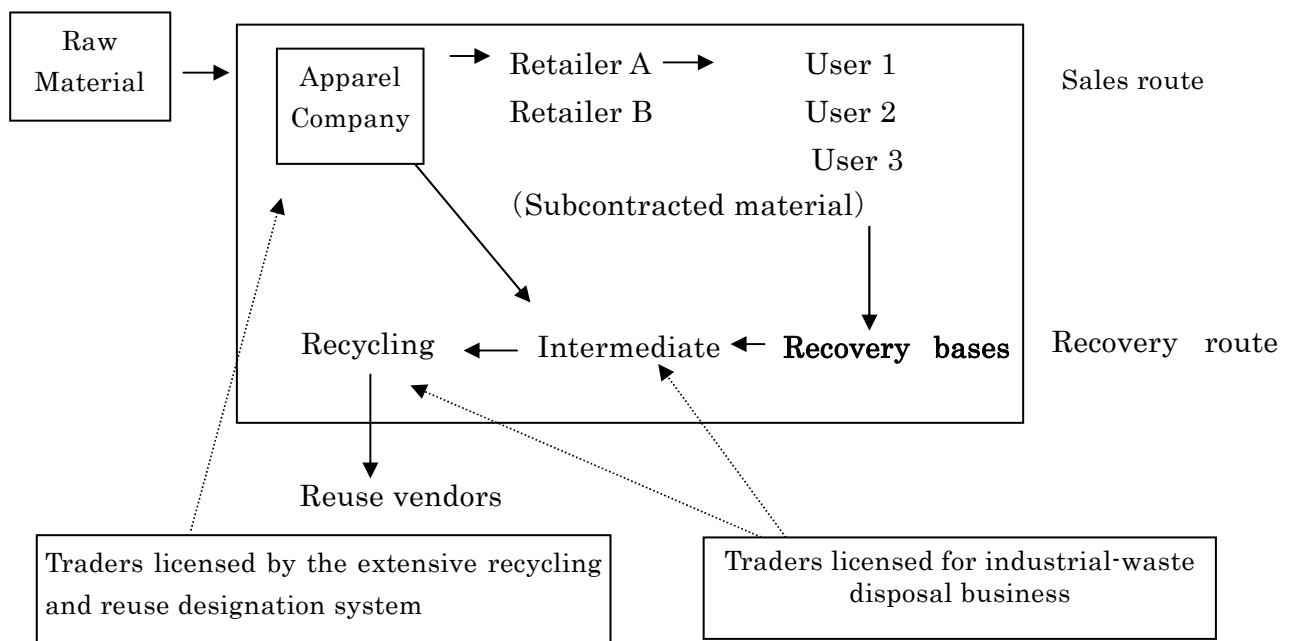 Raw
Material
Apparel
Company
Retailer A
Retailer B
User 1
User 2
User 3
Sales route
（Subcontracted material）
Recycling
Intermediate
Recovery bases
Recovery route
Reuse vendors
Traders licensed by the extensive recycling
and reuse designation system
Traders licensed for industrial-waste
disposal business